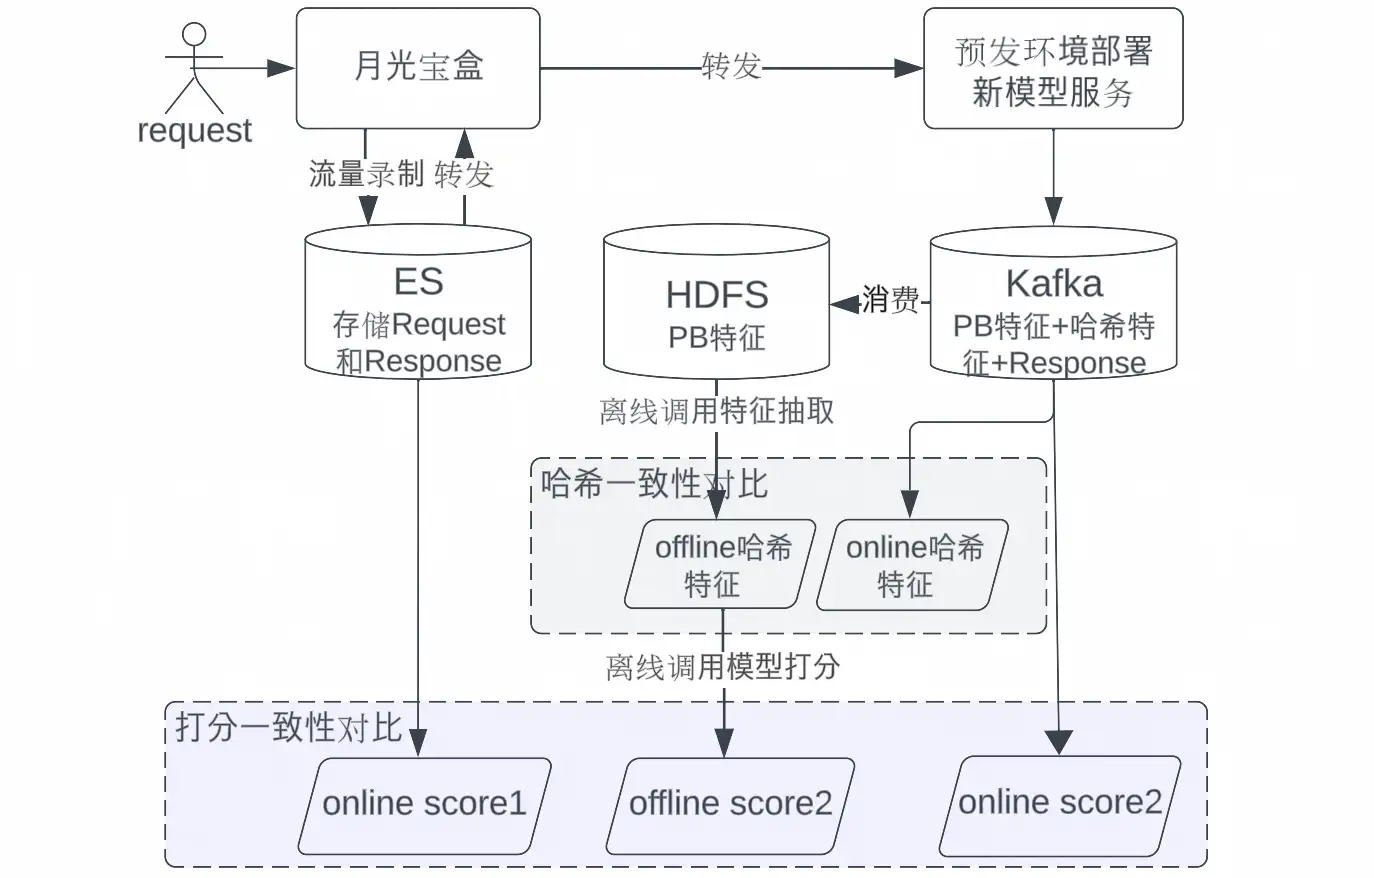 月光宝盒
转发
预发环境部署
新模型服务
request
流量录制
转发
ES
存储Request
和Response
HDFS
PB特征
消费
Kafka
PB特征+哈希特
征+Response
离线调用特征抽取
哈希一致性对比
offline哈希
特征
online哈希
特征
离线调用模型打分
打分一致性对比
online score1
offline score2
online score2